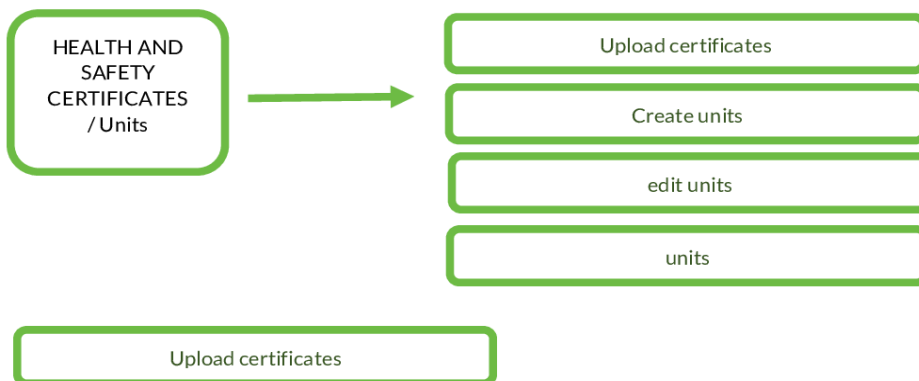 HEALTH AND
SAFETY
CERTIFICATES
/ Units
Upload certificates
Create units
edit units
units
Upload certificates